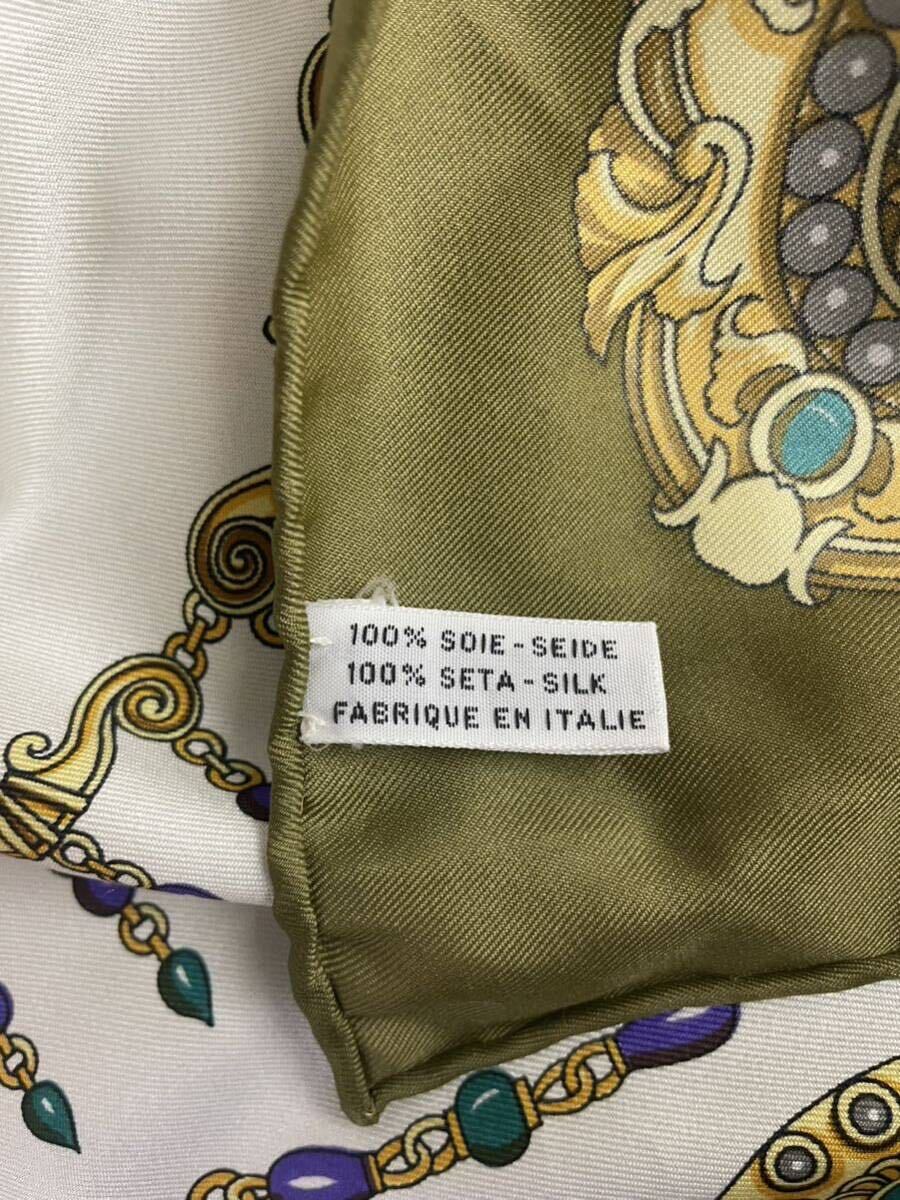 100% SOIE-SEIDE
100% SETA-SILK
FABRIQUE EN ITALIE